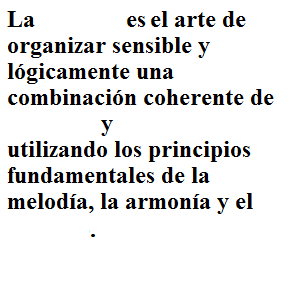 La es el arte de
organizar sensible y
lógicamente una
combinación coherente de
y
utilizando los principios
fundamentales de la
melodía, la armonía y el
.